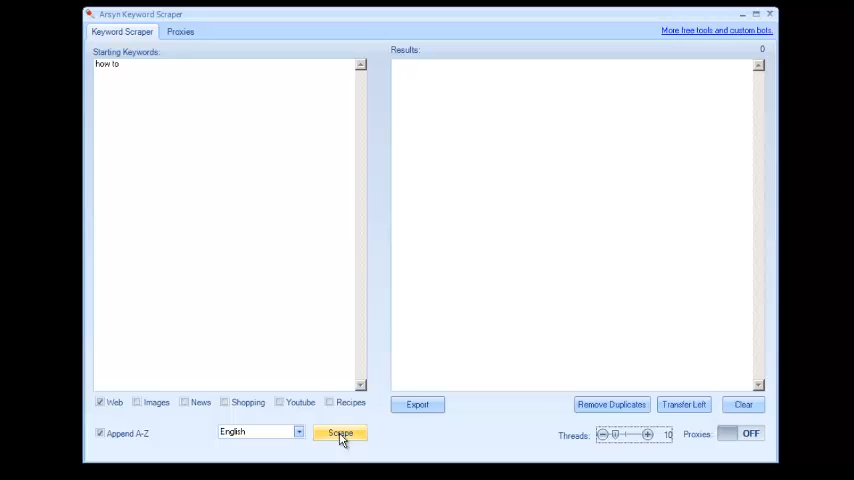 Arsyn Keyword Scraper
Keyword Scraper Proxies More free tools and custom bots.
Starting Keywords: Results: 0
how to
Web Images News Shopping Youtube Recipes Export Remove Duplicates Transfer Left Clear
Append A-Z English Scrape Threads: 10 Proxies: OFF